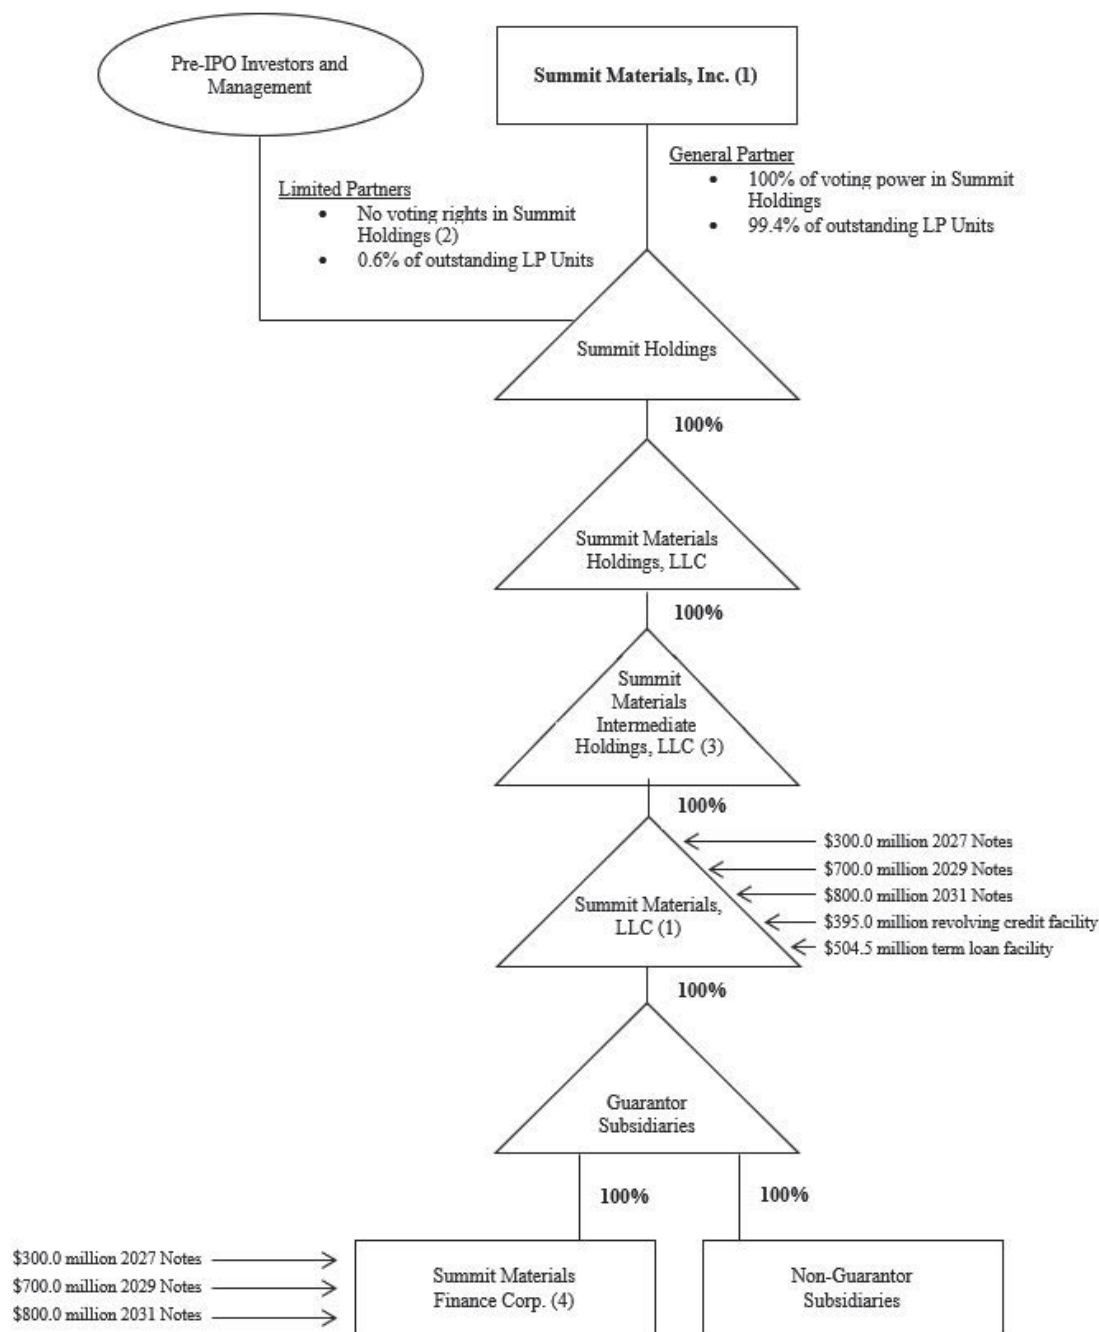 Pre-IPO Investors and
Management
Summit Materials, Inc. (1)
General Partner
• 100% of voting power in Summit
Holdings
• 99.4% of outstanding LP Units
Limited Partners
• No voting rights in Summit
Holdings (2)
• 0.6% of outstanding LP Units
Summit Holdings
100%
Summit Materials
Holdings, LLC
100%
Summit
Materials
Intermediate
Holdings, LLC (3)
100%
$300.0 million 2027 Notes
$700.0 million 2029 Notes
$800.0 million 2031 Notes
$395.0 million revolving credit facility
$504.5 million term loan facility
Summit Materials,
LLC (1)
100%
Guarantor
Subsidiaries
100%
100%
$300.0 million 2027 Notes
$700.0 million 2029 Notes
$800.0 million 2031 Notes
Summit Materials
Finance Corp. (4)
Non-Guarantor
Subsidiaries